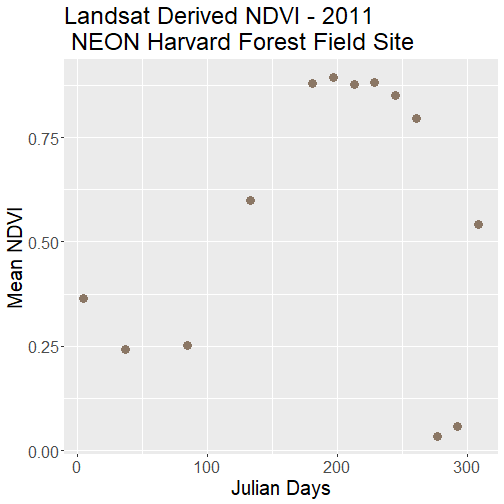 Landsat Derived NDVI - 2011
NEON Harvard Forest Field Site
Mean NDVI
0.75
0.50
0.25
0.00
0
100
200
300
Julian Days